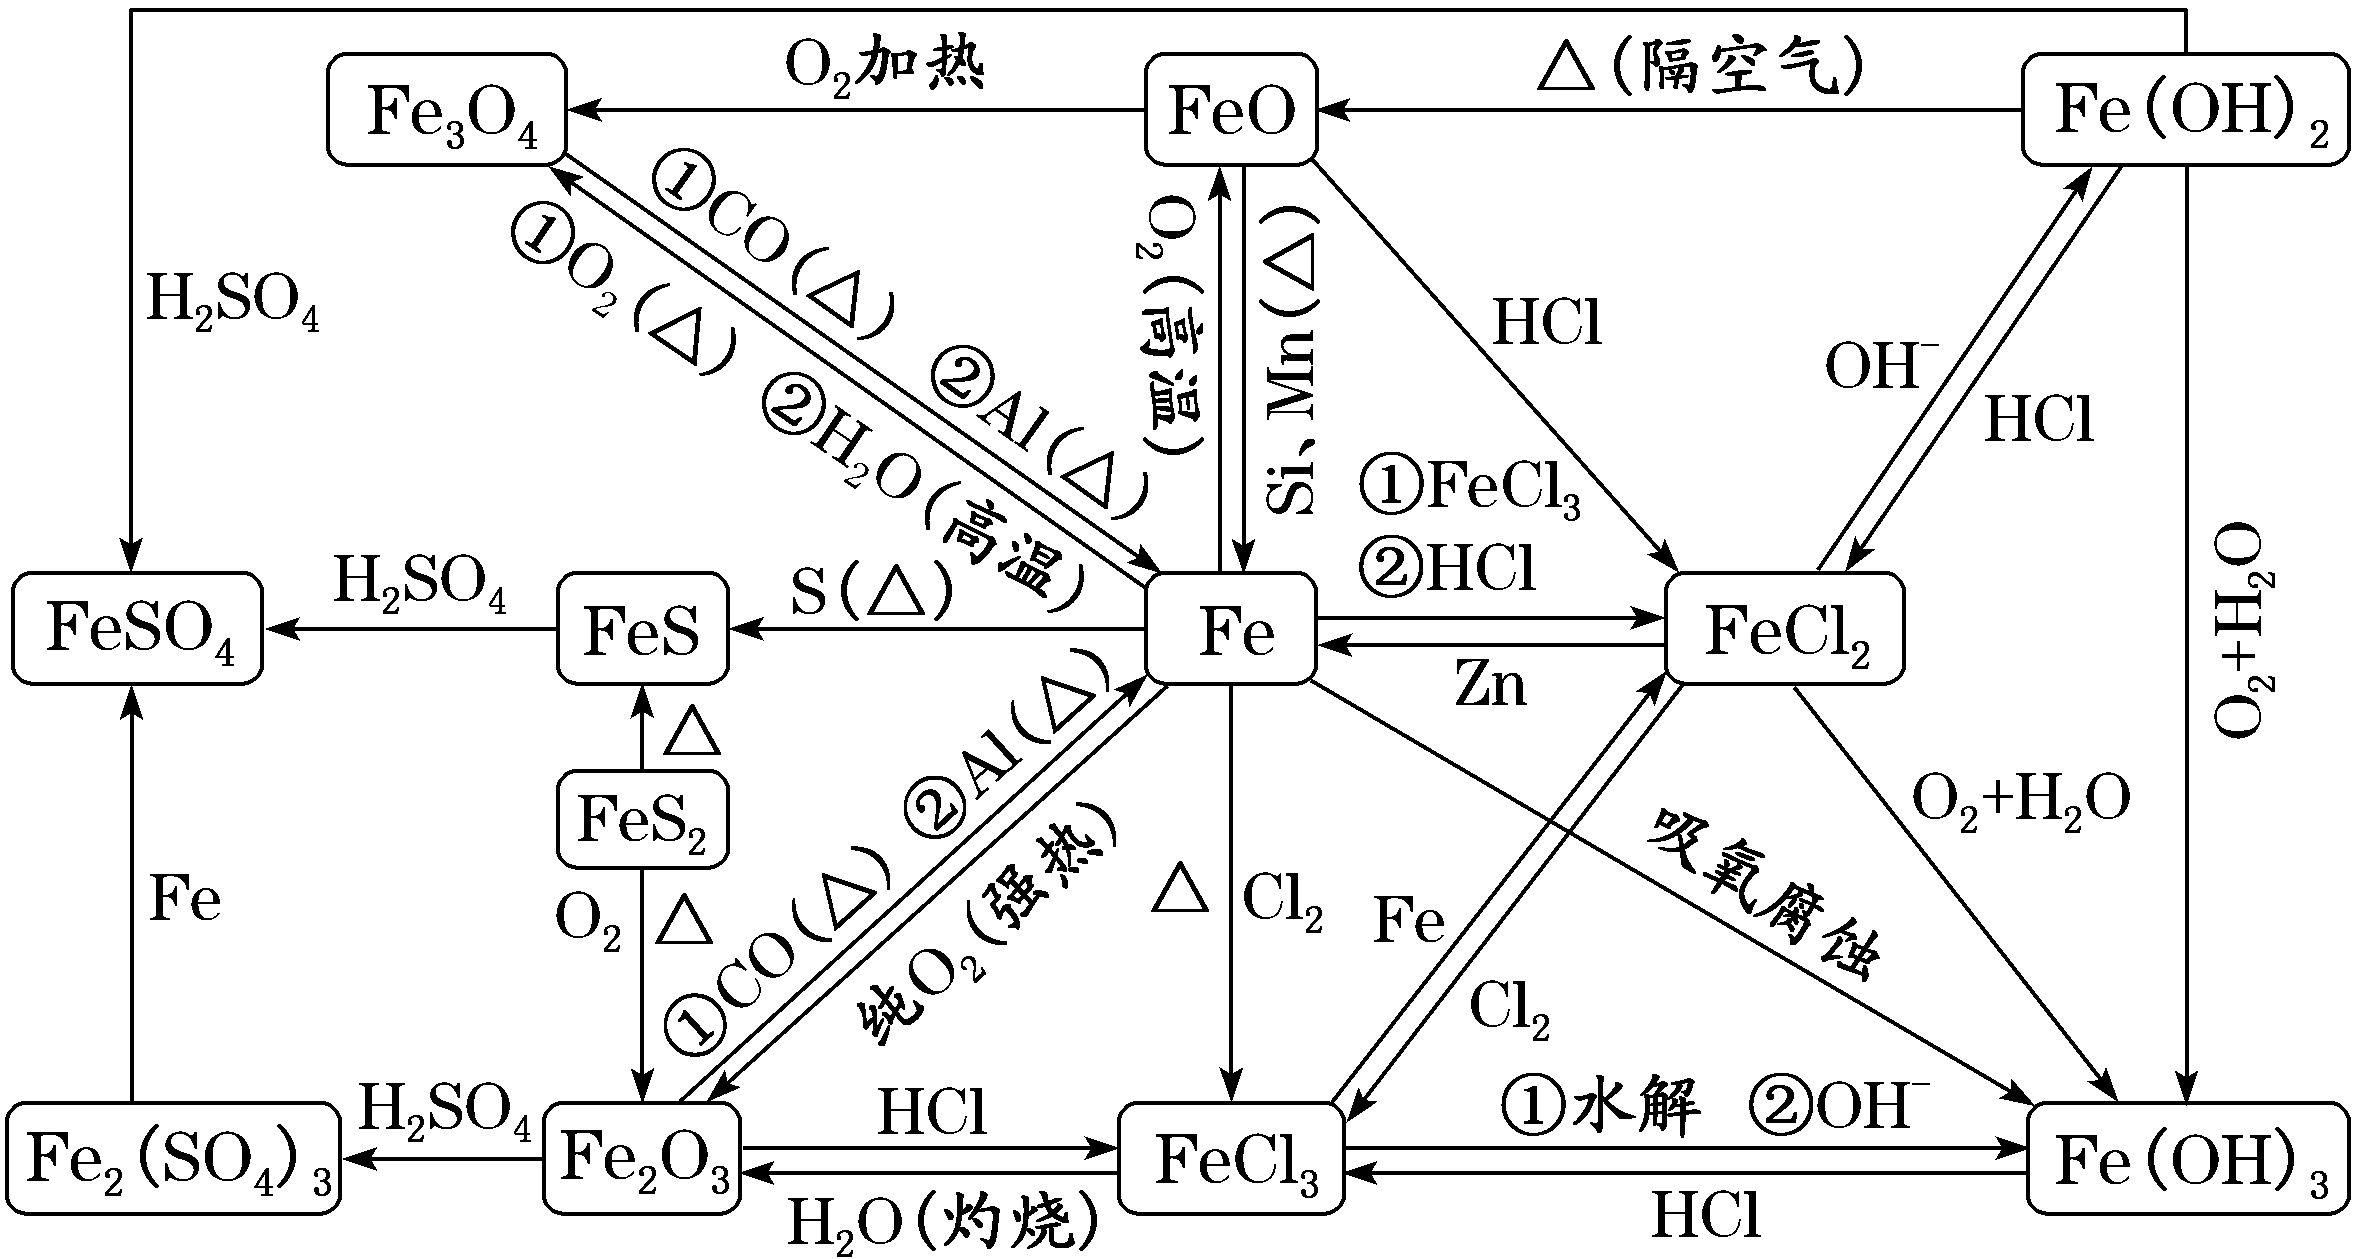 O₂加热
△(隔空气)
Fe₃O₄
FeO
Fe(OH)₂
①CO(△) ②Al(△)
①O₂(△) ②H₂O(高温)
O₂(高温)
Si、Mn(△)
HCl
OH⁻
HCl
H₂SO₄
①FeCl₃
②HCl
H₂SO₄
S(△)
O₂+H₂O
FeSO₄
FeS
Fe
FeCl₂
Zn
△
①CO(△) ②Al(△)
纯O₂(强热)
FeS₂
O₂+H₂O
吸氧腐蚀
Fe
O₂
△
△
Cl₂
Fe
Cl₂
H₂SO₄
HCl
①水解 ②OH⁻
Fe₂(SO₄)₃
Fe₂O₃
FeCl₃
Fe(OH)₃
H₂O(灼烧)
HCl